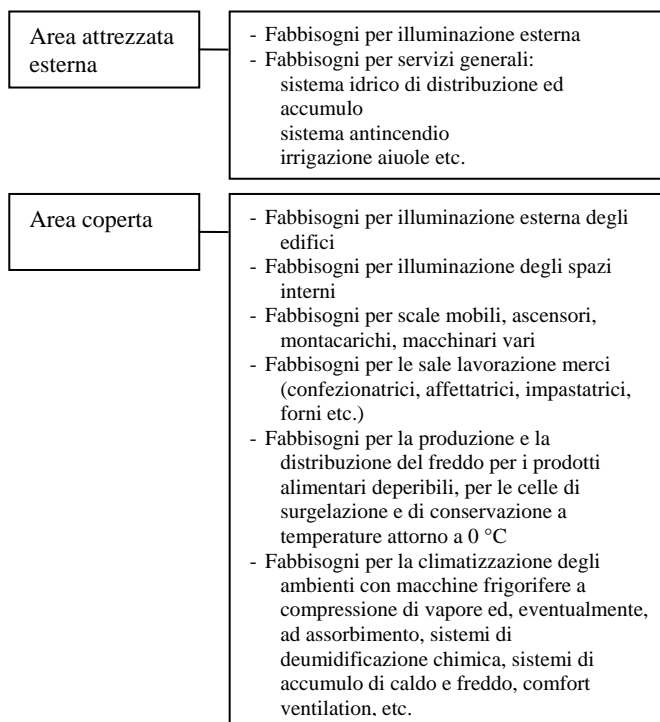 Area attrezzata
esterna
- Fabbisogni per illuminazione esterna
- Fabbisogni per servizi generali:
sistema idrico di distribuzione ed
accumulo
sistema antincendio
irrigazione aiuole etc.
Area coperta
- Fabbisogni per illuminazione esterna degli
edifici
- Fabbisogni per illuminazione degli spazi
interni
- Fabbisogni per scale mobili, ascensori,
montacarichi, macchinari vari
- Fabbisogni per le sale lavorazione merci
(confezionatrici, affettatrici, impastatrici,
forni etc.)
- Fabbisogni per la produzione e la
distribuzione del freddo per i prodotti
alimentari deperibili, per le celle di
surgelazione e di conservazione a
temperature attorno a 0 °C
- Fabbisogni per la climatizzazione degli
ambienti con macchine frigorifere a
compressione di vapore ed, eventualmente,
ad assorbimento, sistemi di
deumidificazione chimica, sistemi di
accumulo di caldo e freddo, comfort
ventilation, etc.